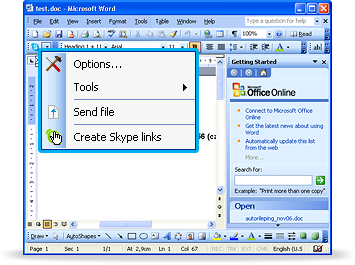 test.doc - Microsoft Word
File Edit View Insert Format Tools Table Window Help Type a question for help
100% Read
Heading 1 + 11 Arial B I U
Getting Started
Options...
Tools
Send file
Create Skype links
Office Online
Connect to Microsoft Office Online
Get the latest news about using Word
Automatically update this list from the web
More...
Search for:
Example: "Print more than one copy"
Open
autorileping_nov06.doc
Draw AutoShapes
Page 1 Sec 1 1/1 At 2,9cm Ln 1 Col 1 REC TRK EXT OVR English (U.S